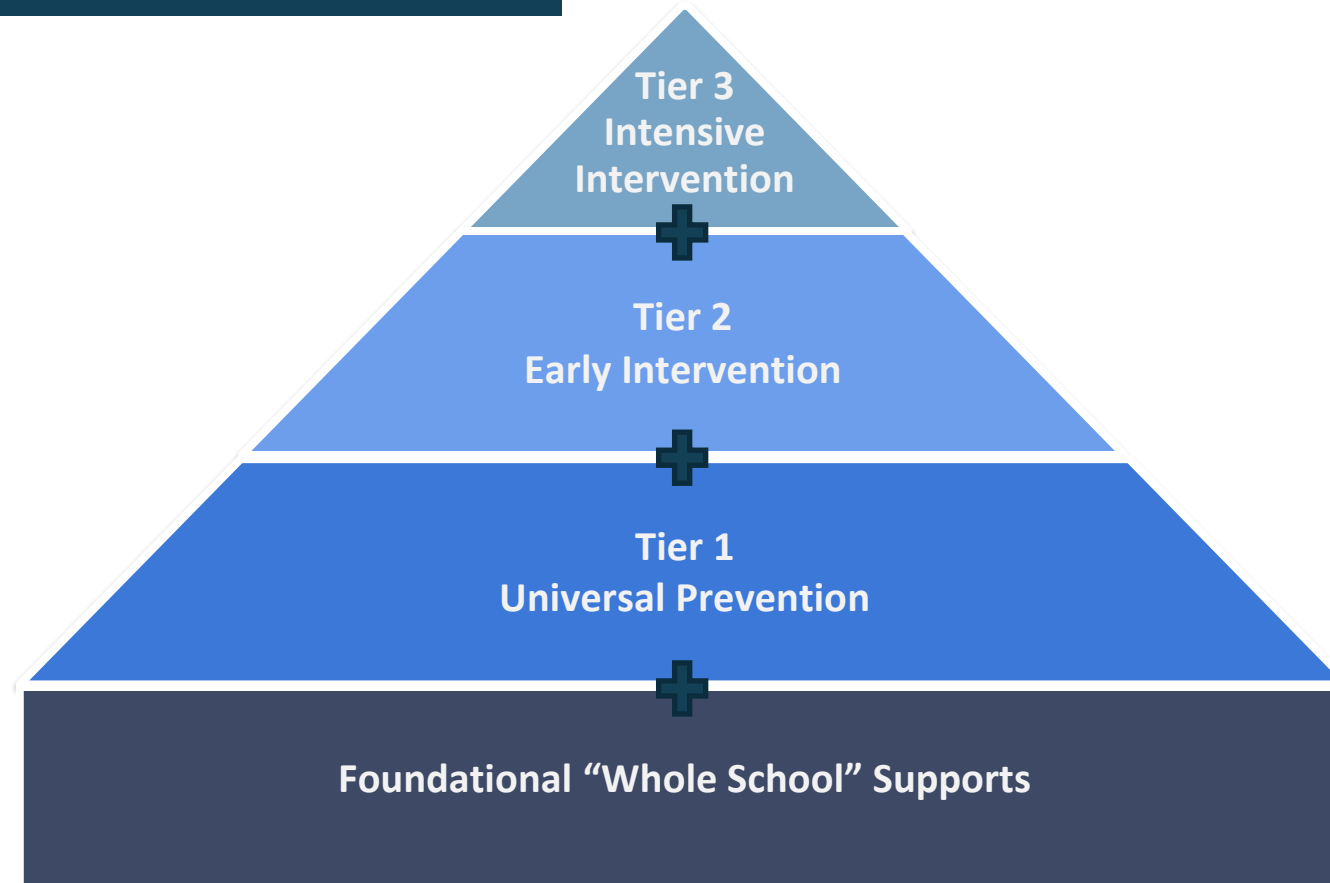 Tier 3
Intensive
Intervention
Tier 2
Early Intervention
Tier 1
Universal Prevention
Foundational “Whole School” Supports